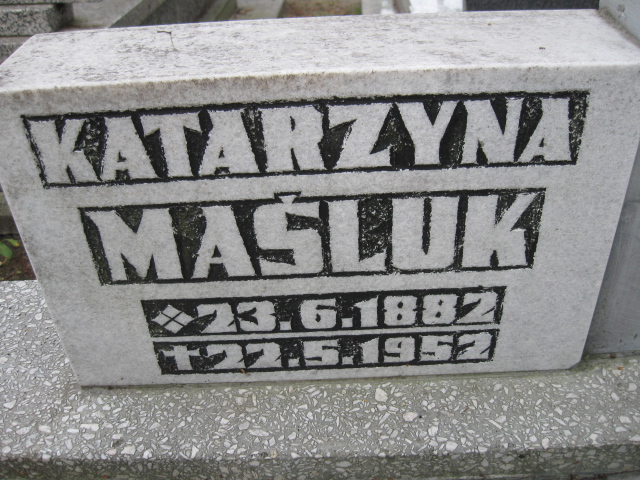 KATARZYNA
MAŚLUK
23.6.1882
†22.5.1952